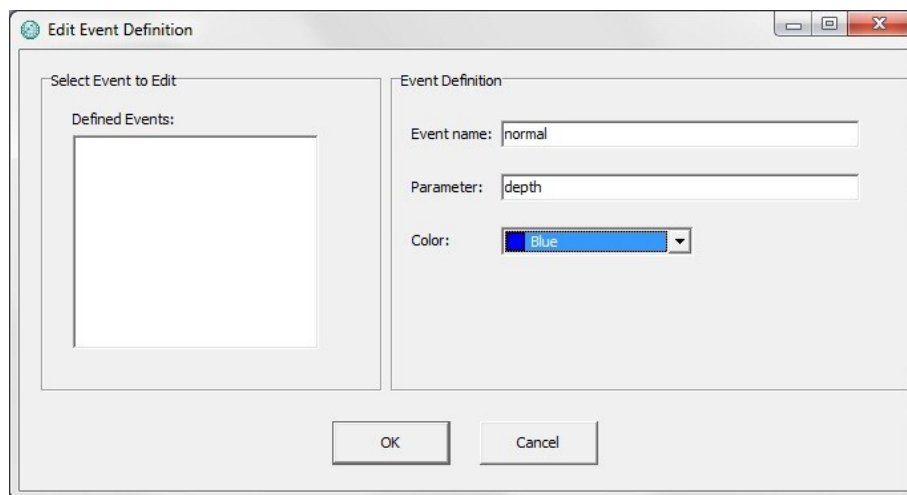 Edit Event Definition
Select Event to Edit
Defined Events:
Event Definition
Event name: normal
Parameter: depth
Color: Blue
OK
Cancel